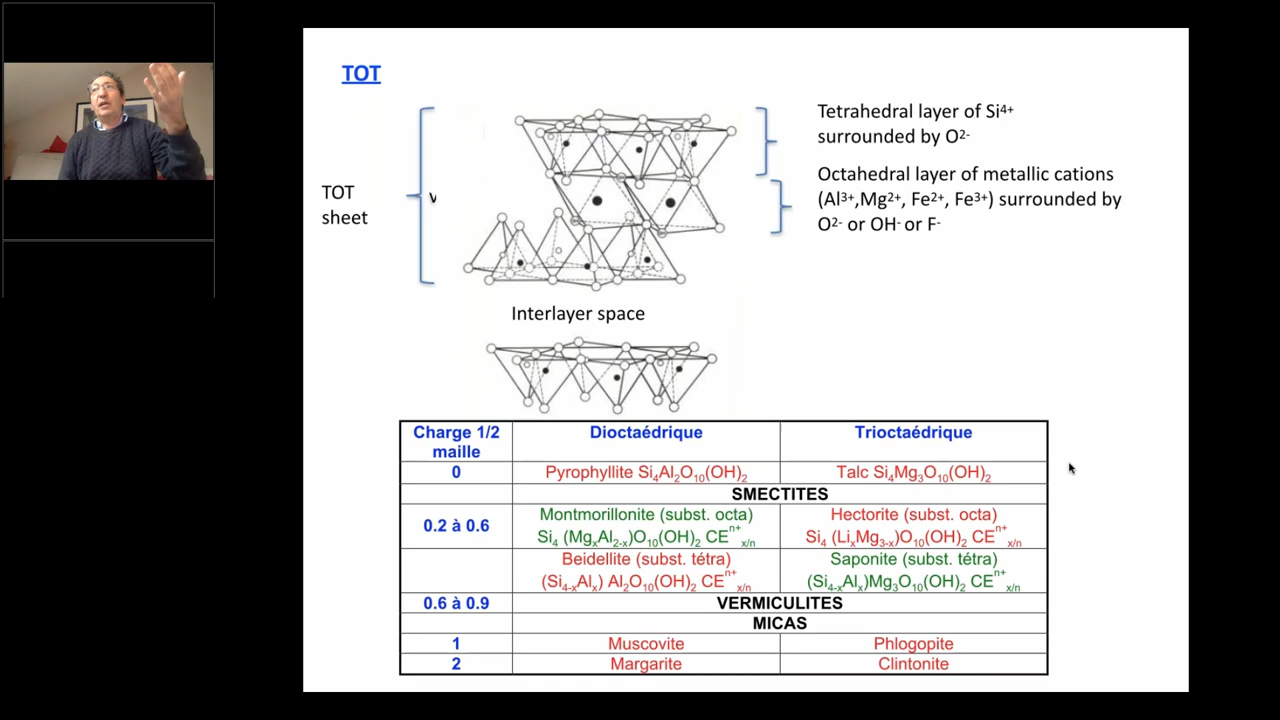 TOT
TOT
sheet
v
Tetrahedral layer of Si4+
surrounded by O2-
Octahedral layer of metallic cations
(Al3+,Mg2+, Fe2+, Fe3+) surrounded by
O2- or OH- or F-
Interlayer space
Charge 1/2 maille Dioctaédrique Trioctaédrique
0 Pyrophyllite Si4Al2O10(OH)2 Talc Si4Mg3O10(OH)2
SMECTITES
0.2 à 0.6 Montmorillonite (subst. octa) Hectorite (subst. octa)
Si4 (MgxAl2-x)O10(OH)2 CEn+x/n Si4 (LixMg3-x)O10(OH)2 CEn+x/n
Beidellite (subst. tétra) Saponite (subst. tétra)
(Si4-xAlx) Al2O10(OH)2 CEn+x/n (Si4-xAlx)Mg3O10(OH)2 CEn+x/n
0.6 à 0.9 VERMICULITES
MICAS
1 Muscovite Phlogopite
2 Margarite Clintonite